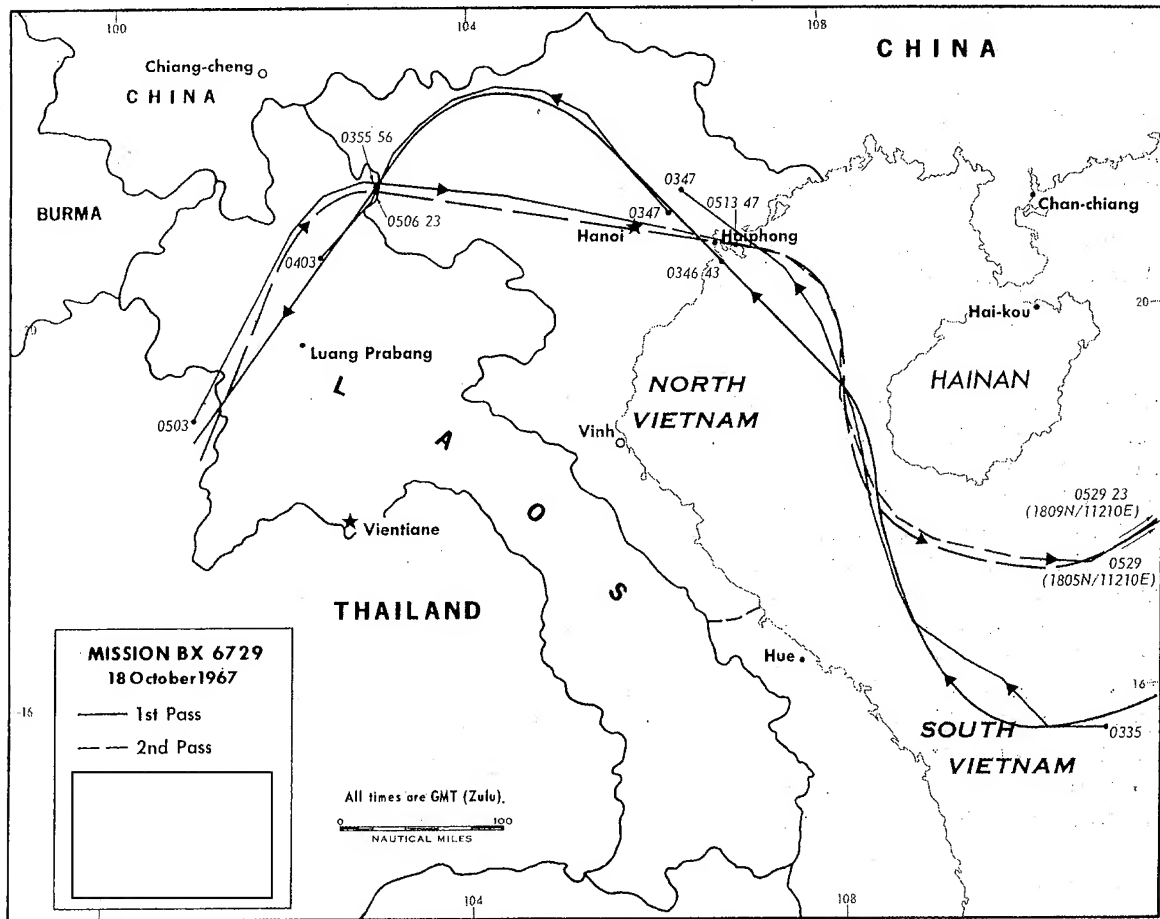 100
104
108
CHINA
Chiang-cheng
CHINA
0355 56
BURMA
0506 23
0347
0347
0513 47
Hanoi
Haiphong
Chan-chiang
0403
0346 43
20
Hai-kou
Luang Prabang
L
A
O
S
NORTH
VIETNAM
HAINAN
0503
Vinh
0529 23
(1809N/11210E)
Vientiane
0529
(1805N/11210E)
THAILAND
MISSION BX 6729
18 October 1967
1st Pass
2nd Pass
Hue
16
16
SOUTH
VIETNAM
0335
All times are GMT (Zulu).
0
100
NAUTICAL MILES
104
108